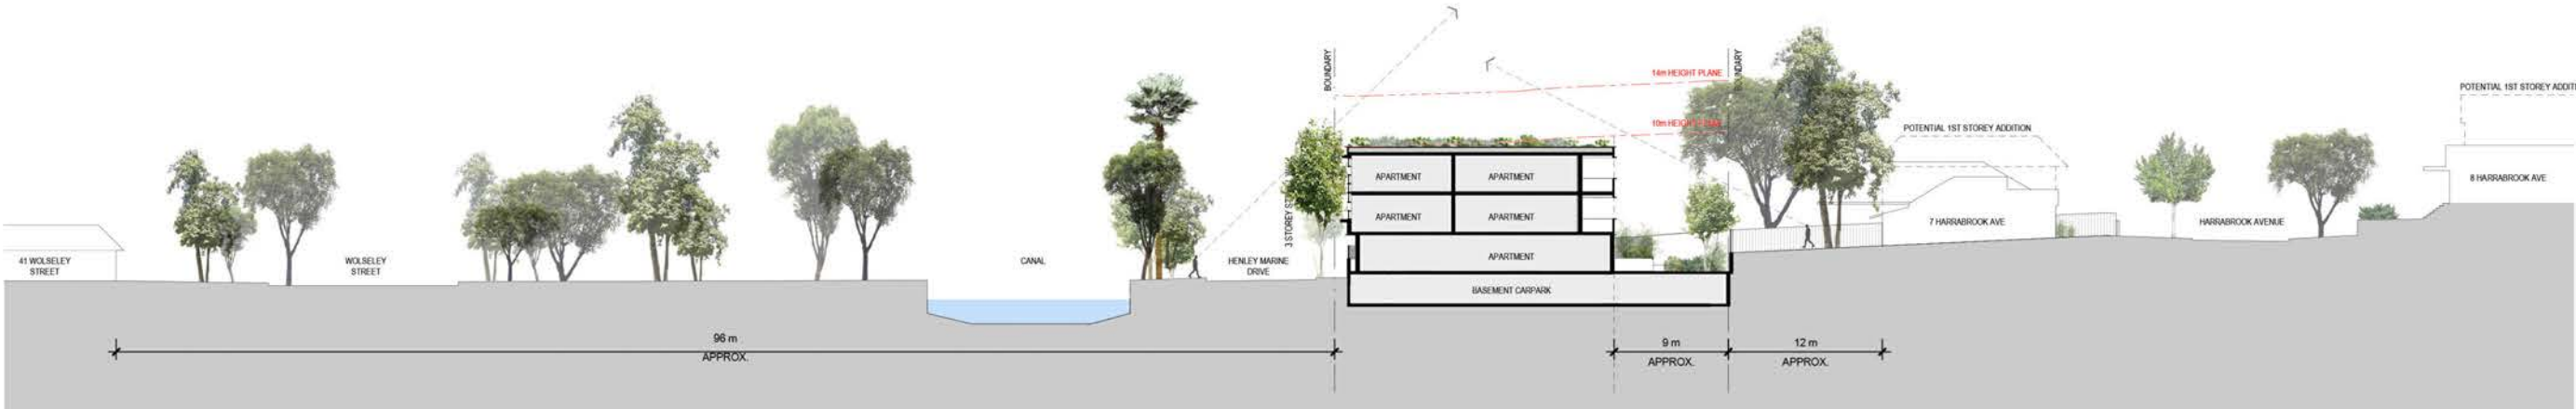 41 WOLSELEY
STREET
WOLSELEY
STREET
CANAL
HENLEY MARINE
DRIVE
3 STOREY
BOUNDARY
APARTMENT
APARTMENT
APARTMENT
APARTMENT
APARTMENT
BASEMENT CARPARK
14m HEIGHT PLANE
10m HEIGHT
BOUNDARY
POTENTIAL 1ST STOREY ADDITION
7 HARRABROOK AVE
HARRABROOK AVENUE
POTENTIAL 1ST STOREY
8 HARRABROOK AVE
96 m
APPROX.
9 m
APPROX.
12 m
APPROX.